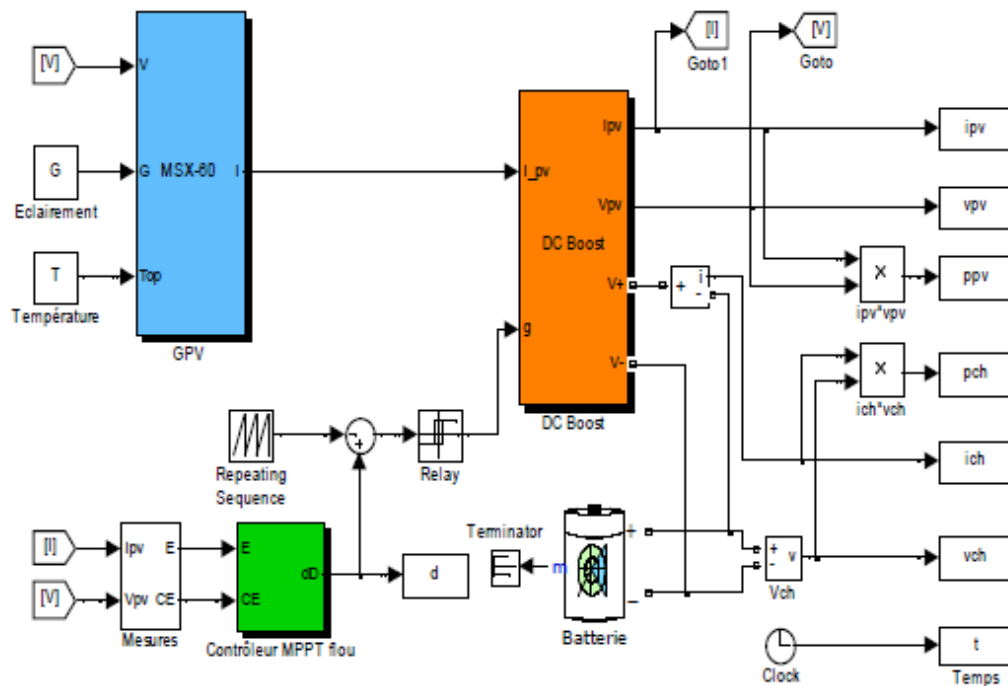 [V]
V
[I]
Goto1
[V]
Goto
MSX-60
G
G
I
Eclairement
T
Top
Température
GPV
I_pv
Ipv
Vpv
DC Boost
V+
V-
g
DC Boost
+
i
-
ipv
vpv
×
ipv*vpv
ppv
×
ich*vch
pch
ich
Repeating
Sequence
-
+
Relay
[I]
[V]
Ipv
E
Vpv
CE
Mesures
E
CE
dD
Contrôleur MPPT flou
d
Terminator
m
+
–
Batterie
+
-
v
Vch
vch
Clock
t
Temps